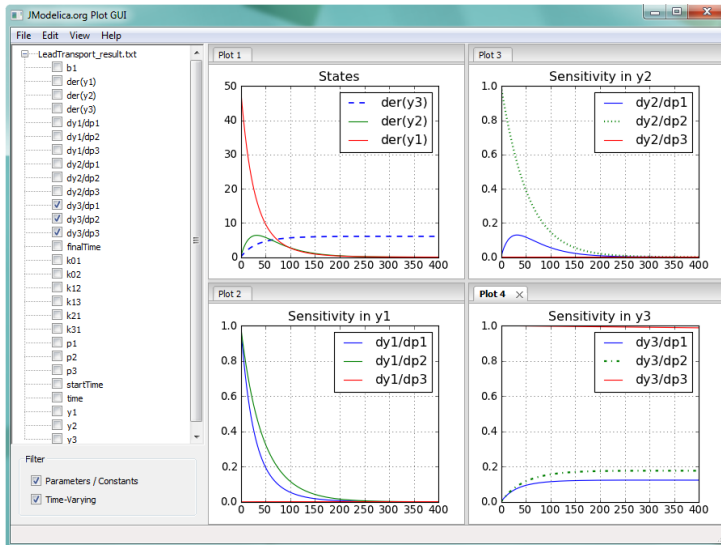 JModelica.org Plot GUI
File Edit View Help
LeadTransport_result.txt
b1
der(y1)
der(y2)
der(y3)
dy1/dp1
dy1/dp2
dy1/dp3
dy2/dp1
dy2/dp2
dy2/dp3
dy3/dp1
dy3/dp2
dy3/dp3
finalTime
k01
k02
k12
k13
k21
k31
p1
p2
p3
startTime
time
y1
y2
y3
Filter
Parameters / Constants
Time-Varying
Plot 1
States
50
40
30
20
10
0
0 50 100 150 200 250 300 350 400
der(y3)
der(y2)
der(y1)
Plot 3
Sensitivity in y2
1.0
0.8
0.6
0.4
0.2
0.0
0 50 100 150 200 250 300 350 400
dy2/dp1
dy2/dp2
dy2/dp3
Plot 2
Sensitivity in y1
1.0
0.8
0.6
0.4
0.2
0.0
0 50 100 150 200 250 300 350 400
dy1/dp1
dy1/dp2
dy1/dp3
Plot 4
Sensitivity in y3
1.0
0.8
0.6
0.4
0.2
0.0
0 50 100 150 200 250 300 350 400
dy3/dp1
dy3/dp2
dy3/dp3